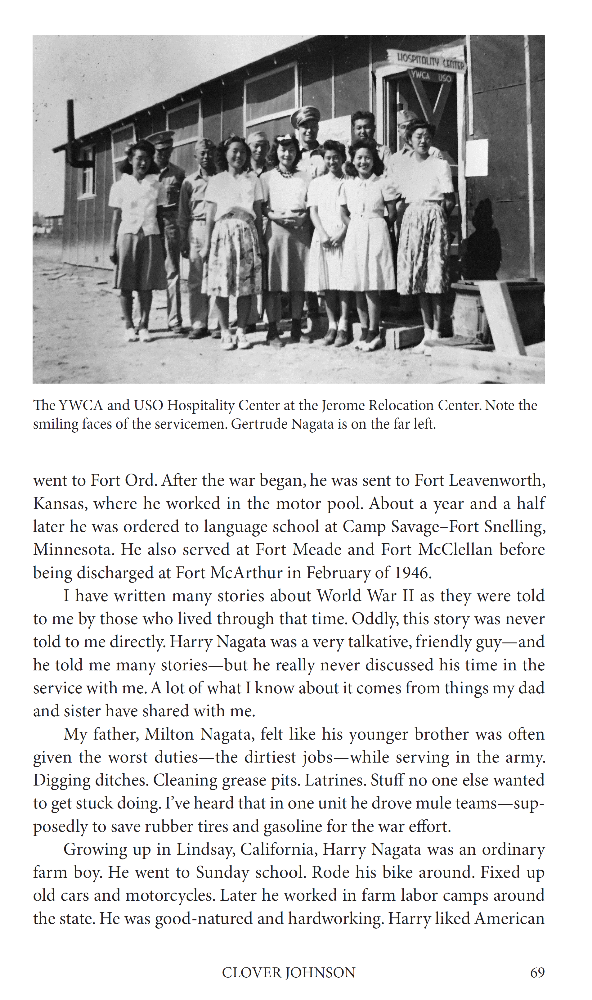 HOSPITALITY CENTER
YWCA USO
Welcome
The YWCA and USO Hospitality Center at the Jerome Relocation Center. Note the
smiling faces of the servicemen. Gertrude Nagata is on the far left.
went to Fort Ord. After the war began, he was sent to Fort Leavenworth,
Kansas, where he worked in the motor pool. About a year and a half
later he was ordered to language school at Camp Savage–Fort Snelling,
Minnesota. He also served at Fort Meade and Fort McClellan before
being discharged at Fort McArthur in February of 1946.
I have written many stories about World War II as they were told
to me by those who lived through that time. Oddly, this story was never
told to me directly. Harry Nagata was a very talkative, friendly guy—and
he told me many stories—but he really never discussed his time in the
service with me. A lot of what I know about it comes from things my dad
and sister have shared with me.
My father, Milton Nagata, felt like his younger brother was often
given the worst duties—the dirtiest jobs—while serving in the army.
Digging ditches. Cleaning grease pits. Latrines. Stuff no one else wanted
to get stuck doing. I’ve heard that in one unit he drove mule teams—sup-
posedly to save rubber tires and gasoline for the war effort.
Growing up in Lindsay, California, Harry Nagata was an ordinary
farm boy. He went to Sunday school. Rode his bike around. Fixed up
old cars and motorcycles. Later he worked in farm labor camps around
the state. He was good-natured and hardworking. Harry liked American
CLOVER JOHNSON 69